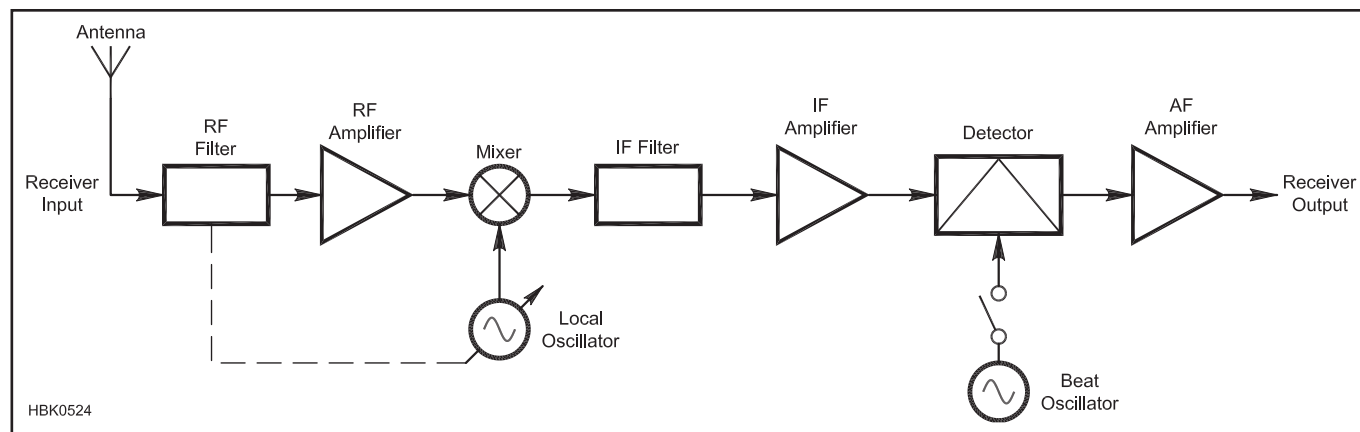 Antenna
RF
Filter
RF
Amplifier
Mixer
IF Filter
IF
Amplifier
Detector
AF
Amplifier
Receiver
Input
Receiver
Output
Local
Oscillator
Beat
Oscillator
HBK0524